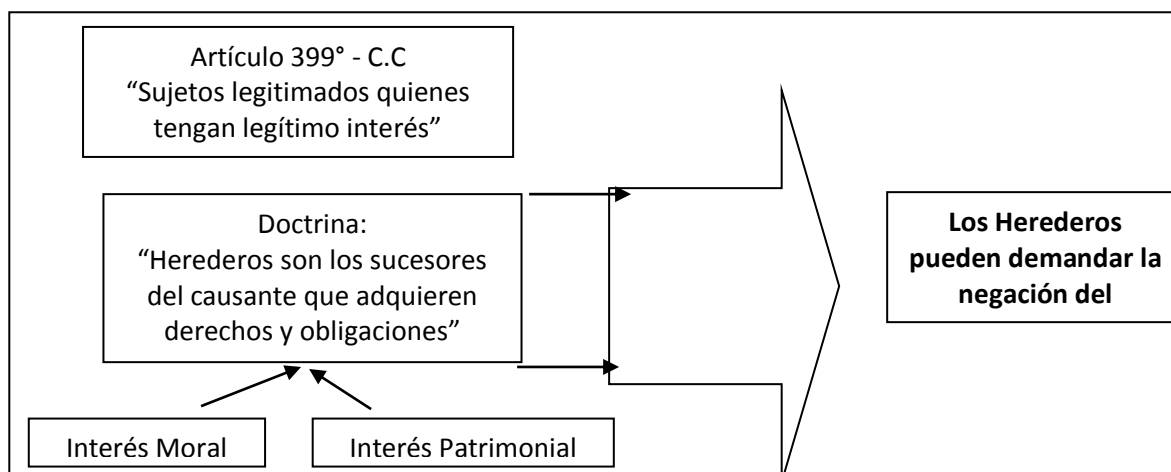 Artículo 399° - C.C
“Sujetos legitimados quienes
tengan legítimo interés”
Doctrina:
“Herederos son los sucesores
del causante que adquieren
derechos y obligaciones”
Interés Moral
Interés Patrimonial
Los Herederos
pueden demandar la
negación del